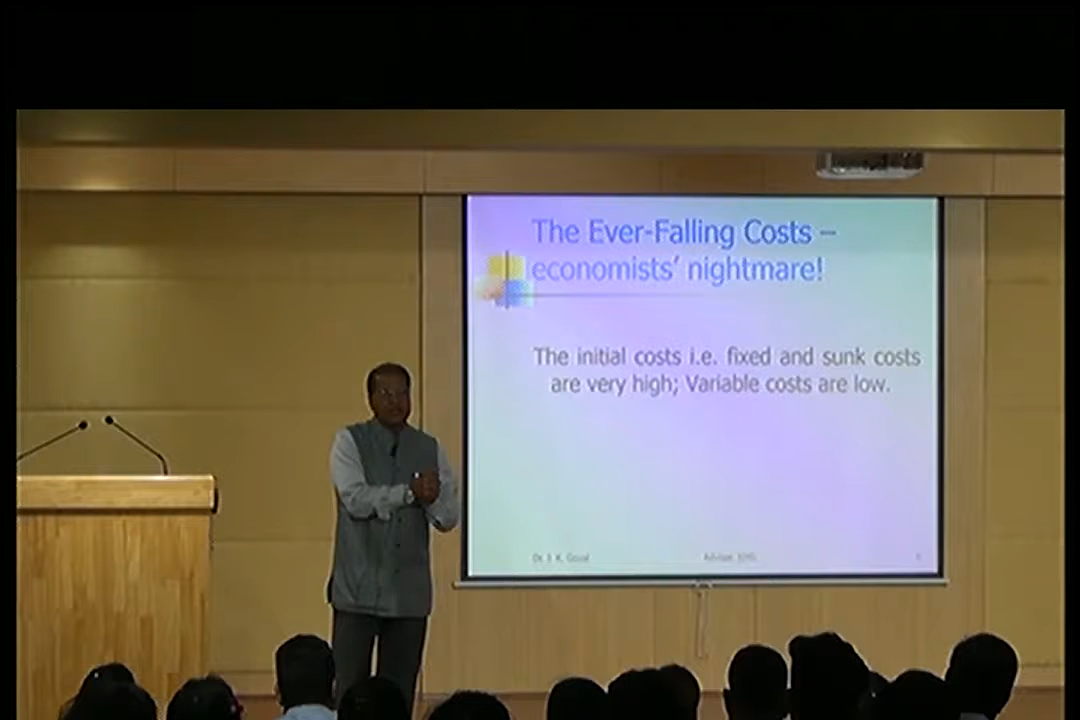 The Ever-Falling Costs –
economists' nightmare!
The initial costs i.e. fixed and sunk costs
are very high; Variable costs are low.